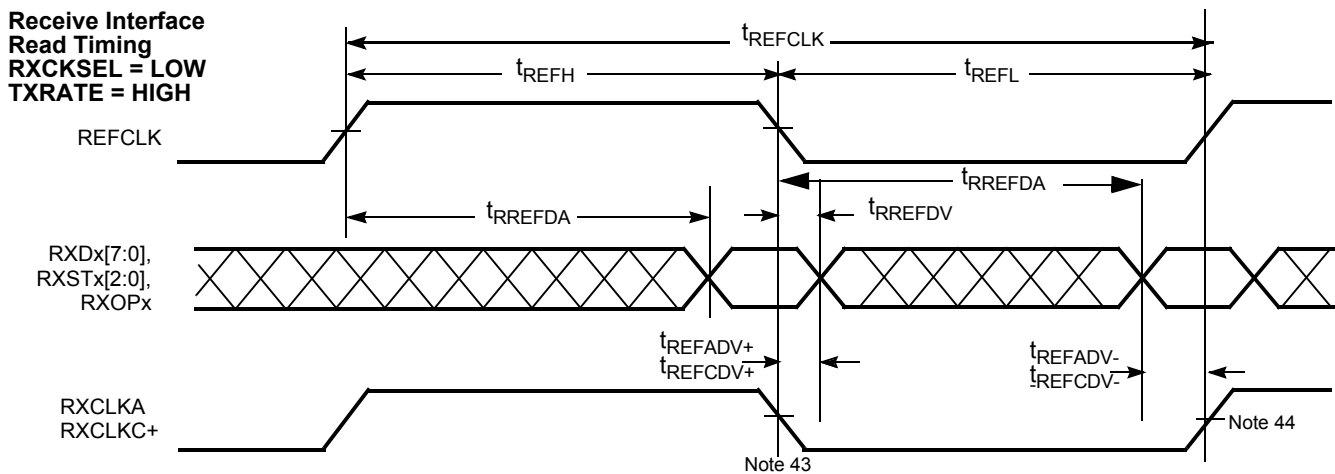 Receive Interface
Read Timing
RXCKSEL = LOW
TXRATE = HIGH
tREFCLK
tREFH
tREFL
REFCLK
tRREFDA
tRREFDA
tRREFDV
RXDx[7:0],
RXSTx[2:0],
RXOPx
tREFADV+
tREFCDV+
tREFADV-
tREFCDV-
RXCLKA
RXCLKC+
Note 43
Note 44